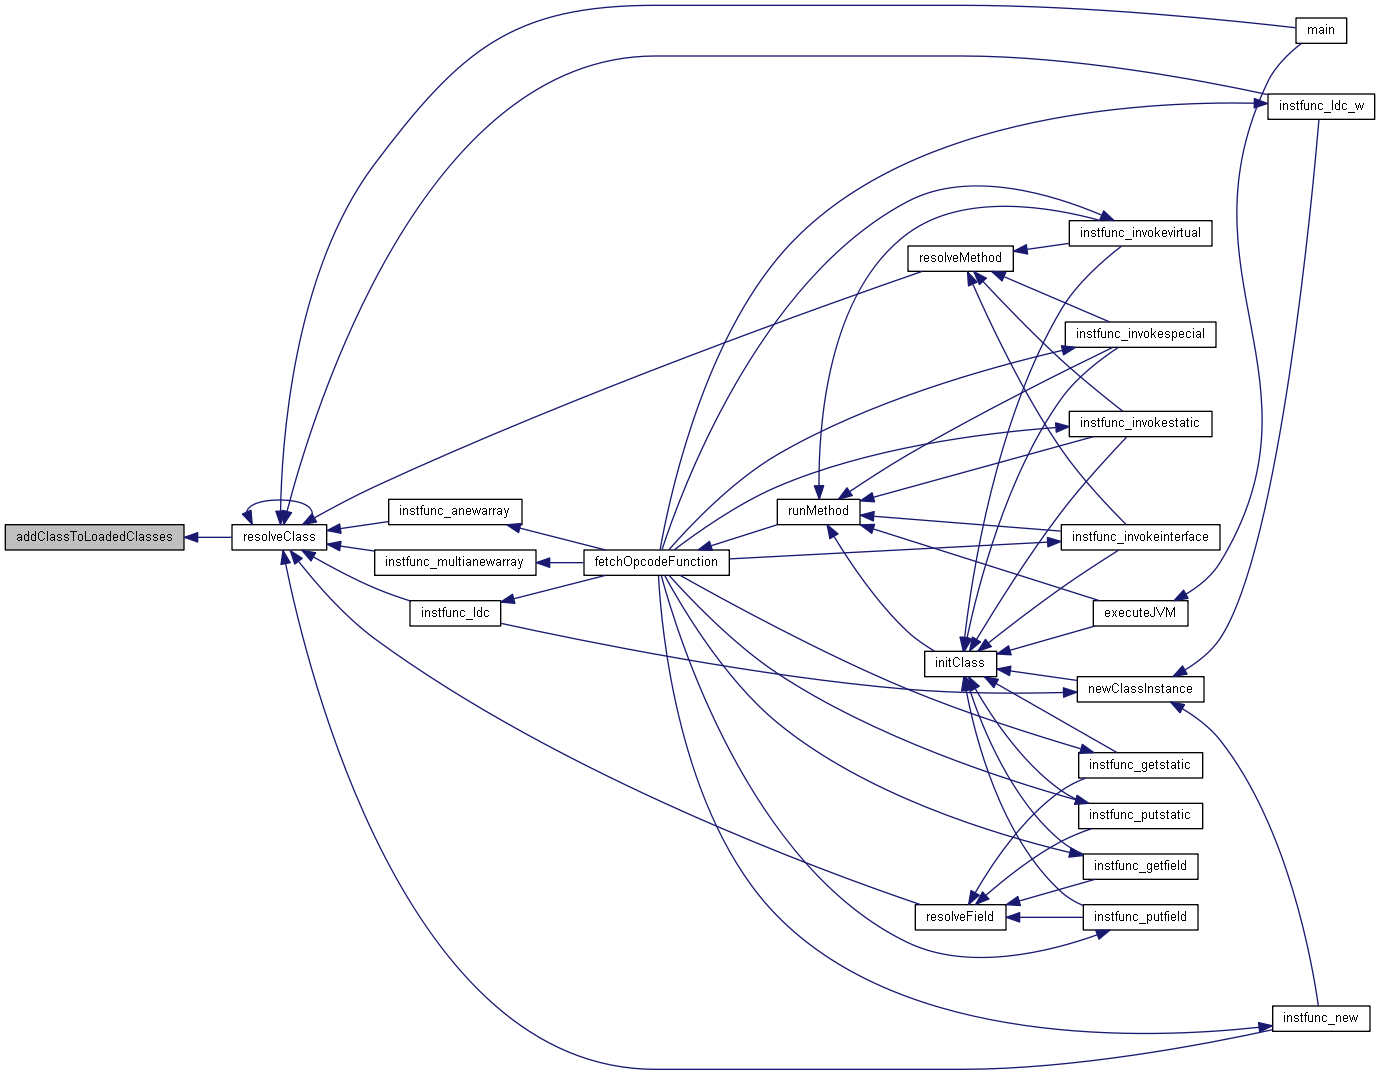 main
instfunc_ldc_w
instfunc_invokevirtual
resolveMethod
instfunc_invokespecial
instfunc_invokestatic
instfunc_anewarray
runMethod
addClassToLoadedClasses
resolveClass
instfunc_invokeinterface
instfunc_multianewarray
fetchOpcodeFunction
instfunc_ldc
executeJVM
initClass
newClassInstance
instfunc_getstatic
instfunc_putstatic
instfunc_getfield
resolveField
instfunc_putfield
instfunc_new